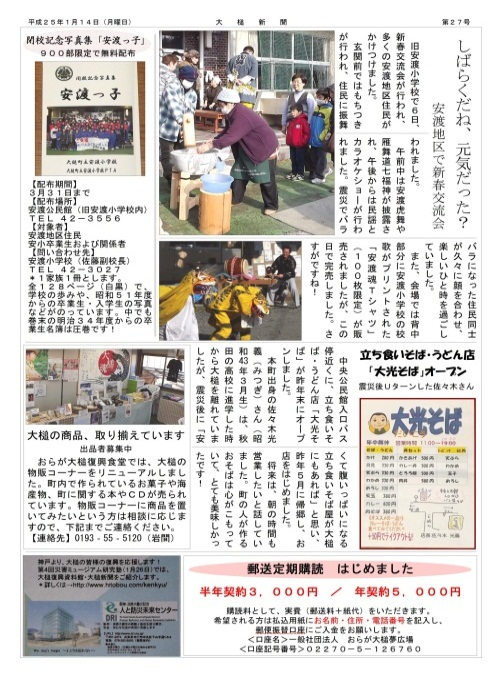 平成２５年１月１４日（月曜日）
大槌新聞
第２７号
しばらくだね、元気だった？
安渡地区で新春交流会
旧安渡小学校で６日、
新春交流会が行われ、
多くの安渡地区住民が
かけつけました。
玄関前ではもちつき
が行われ、住民に振舞
われました。
午前中は安渡虎舞や
雁舞道七福神が披露さ
れ、午後からは民謡と
カラオケショーが行わ
れました。震災でバラ
バラになった住民同士
が久々に顔を合わせ、
楽しいひと時を過ごし
ていました。
また、会場では背中
部分に安渡小学校の校
歌がプリントされた
「安渡魂Ｔシャツ」
（１００枚限定）が販
売されましたが、この
日で完売しました。さ
すがですね！
閉校記念写真集「安渡っ子」
９００部限定で無料配布
閉校記念写真集
安渡っ子
大槌町立安渡小学校
大槌町立安渡小学校ＰＴＡ
【配布期間】
３月３１日まで
【配布場所】
安渡公民館（旧安渡小学校内）
ＴＥＬ ４２－３５５６
【対象者】
安渡地区住民
安小卒業生および関係者
【問い合わせ先】
安渡小学校（佐藤副校長）
ＴＥＬ ４２－３０２７
＊１家族１冊とします。
全１２８ページ（白黒）で、
学校の歩みや、昭和５１年度
からの卒業生・入学生の写真
などがのっています。中でも
巻末の明治３４年度からの卒
業生名簿は圧巻です！
立ち食いそば・うどん店
「大光そば」オープン
震災後Ｕターンした佐々木さん
中央公民館入口バス
停近くに、立ち食いそ
ば・うどん店「大光そ
ば」が昨年末にオープ
ンしました。
本町出身の佐々木光
義（みつぎ）さん（昭
和４３年３月生）は、秋
田の高校に進学した時
から大槌を離れていま
したが、震災後に「安
くて腹いっぱいになる
立ち食いそば屋が大槌
にもあれば」と思い、
昨年５月に帰郷し、お
店をはじめました。
将来は、朝の時間も
営業したいと話してい
ました。町の人が作る
おそばは心がこもって
いて、とても美味しかっ
たです！
大光そば
年中無休 営業時間 11:00～19:00
大槌の商品、取り揃えています
出品者募集中
おらが大槌復興食堂では、大槌の
物販コーナーをリニューアルしまし
た。町内で作られているお菓子や海
産物、町に関する本やＣＤが売られ
ています。物販コーナーに商品を置
いてみたいという方は相談に応じま
すので、下記までご連絡ください。
【連絡先】0193－55－5120（岩間）
神戸より、大槌の皆様の復興を応援します！
第4回災害ミュージアム研究塾（1月26日）では、
大槌復興資料館・大槌新聞をご紹介します。
＊詳しくは→http://www.hitobou.com/kenkyu/
人と防災未来センター
DRI
郵送定期購読 はじめました
半年契約３，０００円 ／ 年契約５，０００円
購読料として、実費（郵送料＋紙代）をいただきます。
希望される方は払込用紙にお名前・住所・電話番号を記入し、
郵便振替口座にご入金をお願いします。
＜口座名＞一般社団法人 おらが大槌夢広場
＜口座記号番号＞０２２７０－５－１２６７６０